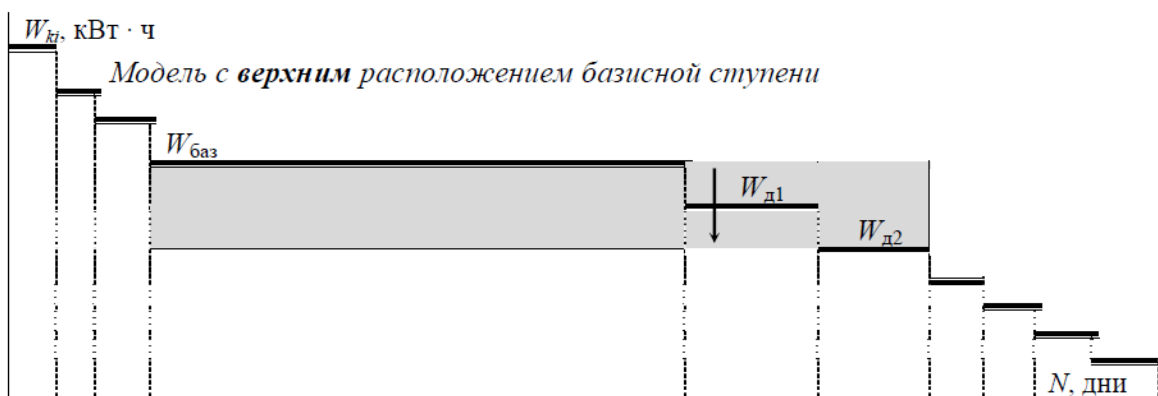 W_ki, кВт · ч
Модель с верхним расположением базисной ступени
W_баз
W_д1
W_д2
N, дни